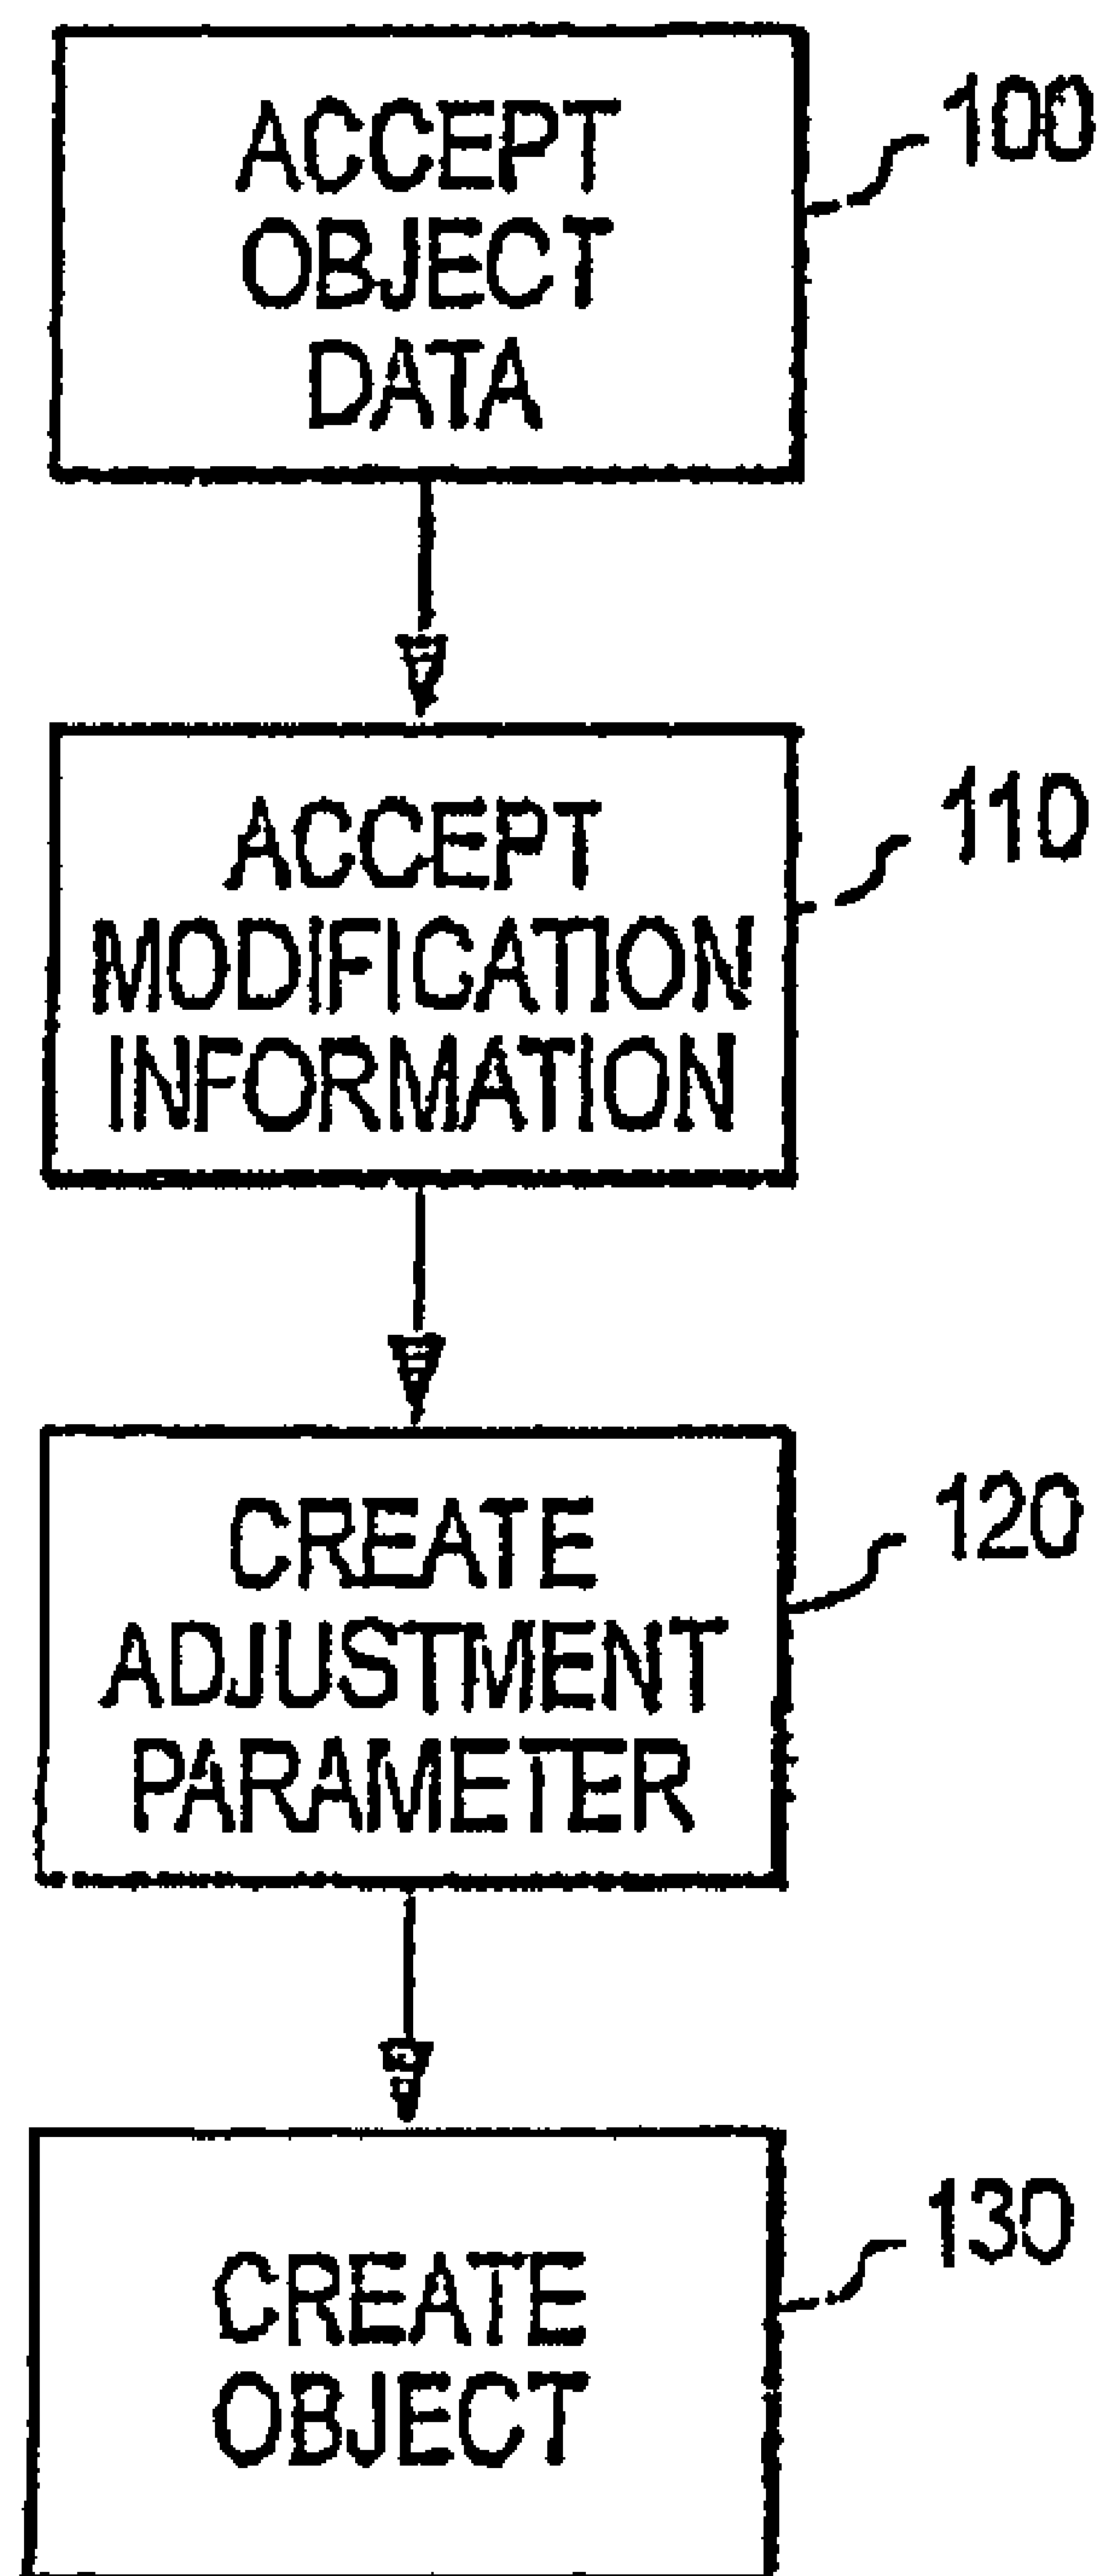 ACCEPT
OBJECT
DATA
100
ACCEPT
MODIFICATION
INFORMATION
110
CREATE
ADJUSTMENT
PARAMETER
120
CREATE
OBJECT
130